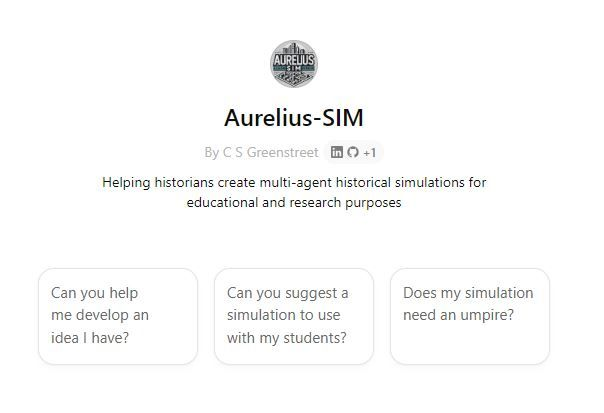 AURELIUS
SIM
Aurelius-SIM
By C S Greenstreet in +1
Helping historians create multi-agent historical simulations for
educational and research purposes
Can you help
me develop an
idea I have?
Can you suggest a
simulation to use
with my students?
Does my simulation
need an umpire?